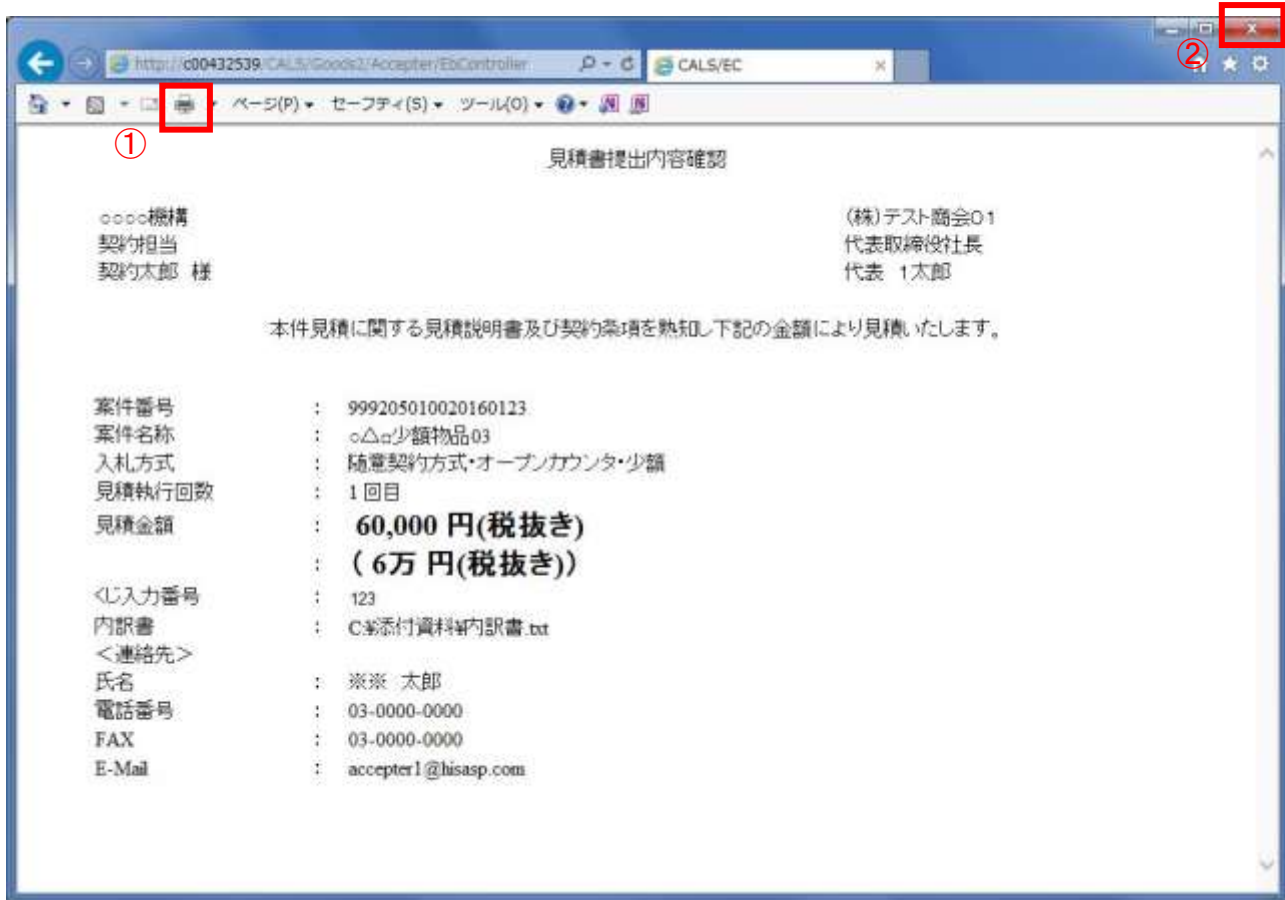 ②
http://c00432539/CALS/Goods2/Accepter/EbController
CALS/EC
ページ(P) セーフティ(S) ツール(O)
①
見積書提出内容確認
○○○○機構 (株)テスト商会01
契約担当 代表取締役社長
契約太郎 様 代表 1太郎
本件見積に関する見積説明書及び契約条項を熟知し下記の金額により見積いたします。
案件番号 : 999205010020160123
案件名称 : ○△□少額物品03
入札方式 : 随意契約方式・オープンカウンタ・少額
見積執行回数 : 1回目
見積金額 : 60,000 円(税抜き)
: ( 6万 円(税抜き))
くじ入力番号 : 123
内訳書 : C:¥添付資料¥内訳書.txt
<連絡先>
氏名 : ※※ 太郎
電話番号 : 03-0000-0000
FAX : 03-0000-0000
E-Mail : accepter1@hisasp.com